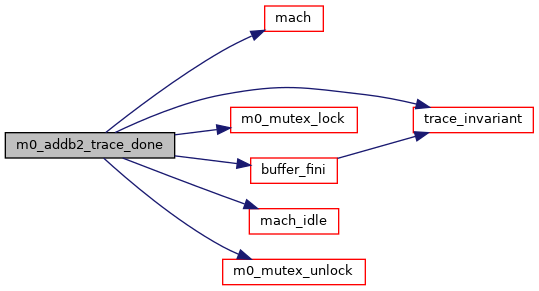 mach
m0_mutex_lock
trace_invariant
m0_addb2_trace_done
buffer_fini
mach_idle
m0_mutex_unlock